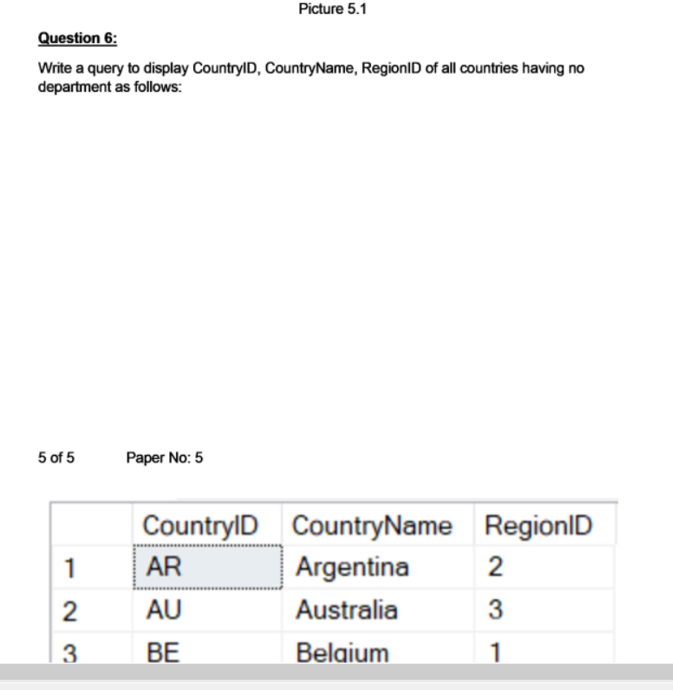 Picture 5.1
Question 6:
Write a query to display CountryID, CountryName, RegionID of all countries having no
department as follows:
5 of 5 Paper No: 5
CountryID CountryName RegionID
1 AR Argentina 2
2 AU Australia 3
3 BE Belgium 1